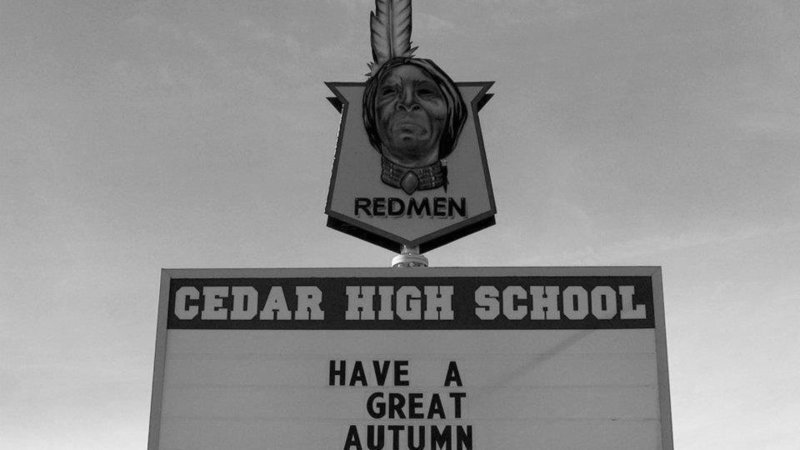 REDMEN
CEDAR HIGH SCHOOL
HAVE A
GREAT
AUTUMN